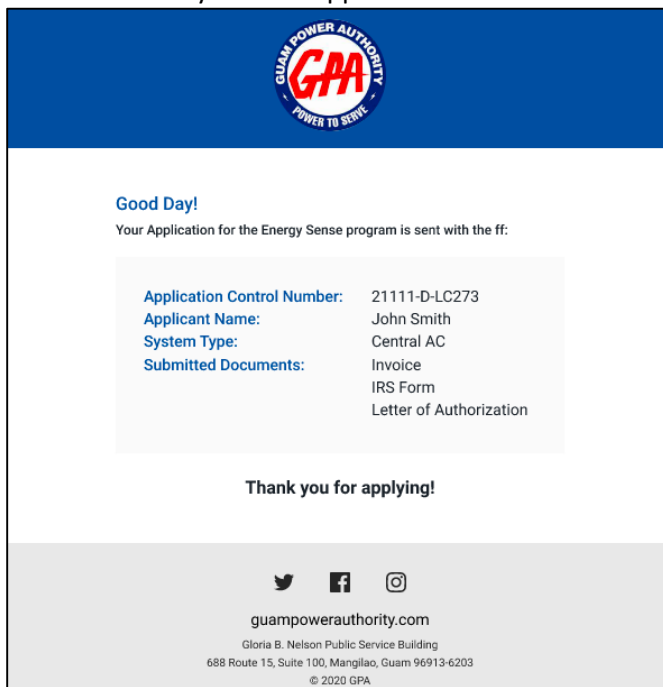 GUAM POWER AUTHORITY
GPA
POWER TO SERVE
Good Day!
Your Application for the Energy Sense program is sent with the ff:
Application Control Number: 21111-D-LC273
Applicant Name: John Smith
System Type: Central AC
Submitted Documents: Invoice
IRS Form
Letter of Authorization
Thank you for applying!
guampowerauthority.com
Gloria B. Nelson Public Service Building
688 Route 15, Suite 100, Mangilao, Guam 96913-6203
© 2020 GPA